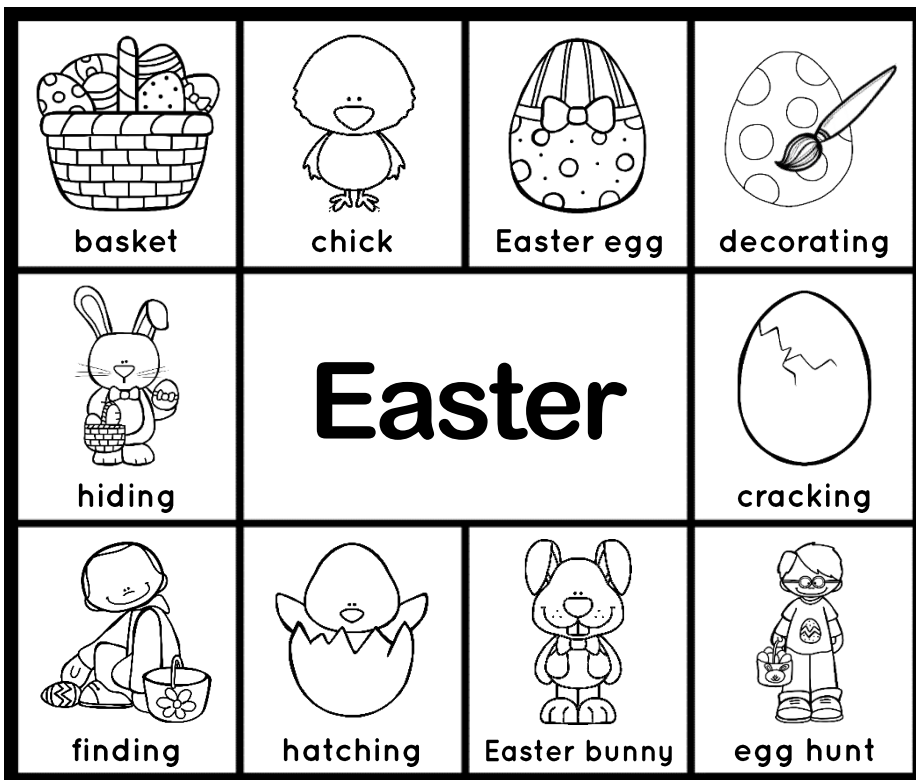 basket
chick
Easter egg
decorating
hiding
Easter
cracking
finding
hatching
Easter bunny
egg hunt